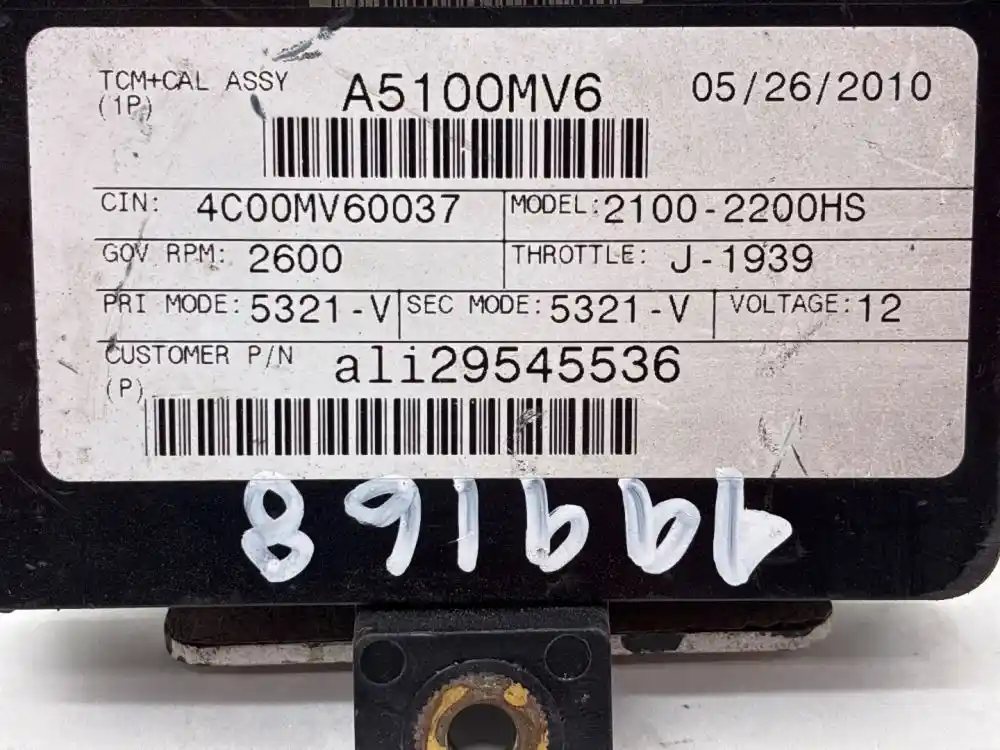 TCM+CAL ASSY A5100MV6 05/26/2010
(1P)
CIN: 4C00MV60037 MODEL: 2100-2200HS
GOV RPM: 2600 THROTTLE: J-1939
PRI MODE: 5321-V SEC MODE: 5321-V VOLTAGE: 12
CUSTOMER P/N ali29545536
(P)
199168